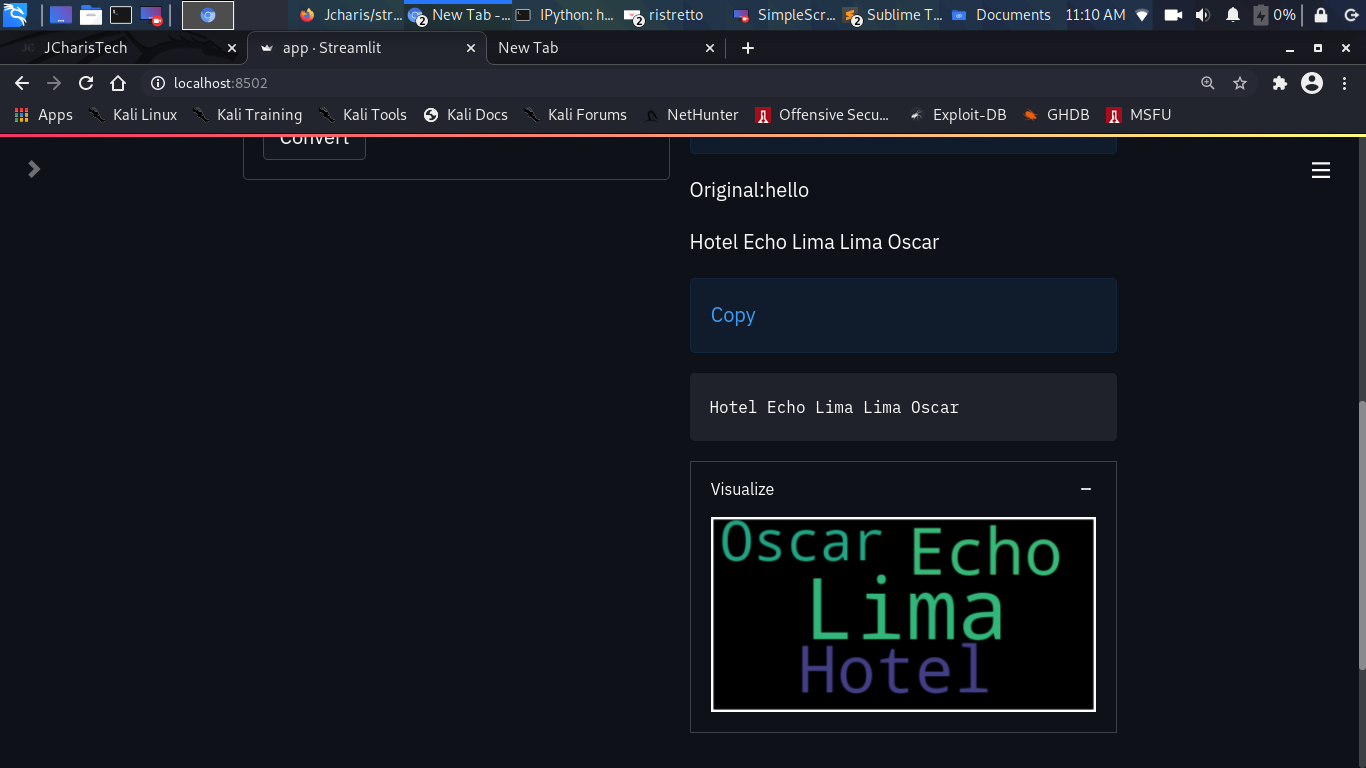 Jcharis/str...
2
New Tab -...
IPython: h...
2
ristretto
SimpleScr...
2
Sublime T...
Documents
11:10 AM
0%
JCharisTech
app · Streamlit
New Tab
localhost:8502
Apps
Kali Linux
Kali Training
Kali Tools
Kali Docs
Kali Forums
NetHunter
Offensive Secu...
Exploit-DB
GHDB
MSFU
Convert
Original:hello
Hotel Echo Lima Lima Oscar
Copy
Hotel Echo Lima Lima Oscar
Visualize
Oscar Echo
Lima
Hotel